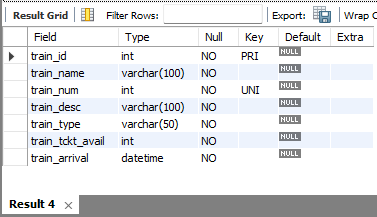 Result Grid Filter Rows: Export: Wrap C
Field Type Null Key Default Extra
train_id int NO PRI NULL
train_name varchar(100) NO NULL
train_num int NO UNI NULL
train_desc varchar(100) NO NULL
train_type varchar(50) NO NULL
train_tckt_avail int NO NULL
train_arrival datetime NO NULL
Result 4 ×